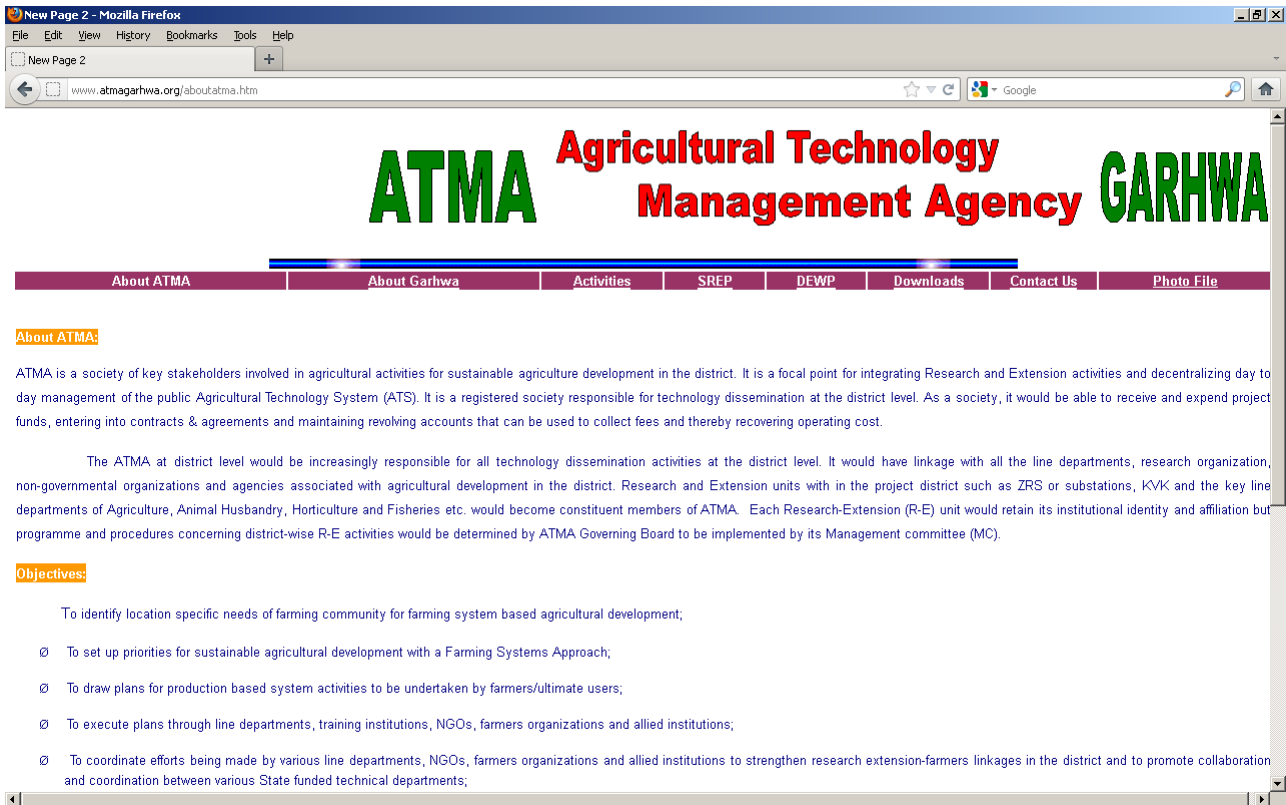 New Page 2 - Mozilla Firefox
File Edit View History Bookmarks Tools Help
New Page 2
www.atmagarhwa.org/aboutatma.htm
Google
ATMA Agricultural Technology Management Agency GARHWA
About ATMA About Garhwa Activities SREP DEWP Downloads Contact Us Photo File
About ATMA:
ATMA is a society of key stakeholders involved in agricultural activities for sustainable agriculture development in the district. It is a focal point for integrating Research and Extension activities and decentralizing day to
day management of the public Agricultural Technology System (ATS). It is a registered society responsible for technology dissemination at the district level. As a society, it would be able to receive and expend project
funds, entering into contracts & agreements and maintaining revolving accounts that can be used to collect fees and thereby recovering operating cost.
The ATMA at district level would be increasingly responsible for all technology dissemination activities at the district level. It would have linkage with all the line departments, research organization,
non-governmental organizations and agencies associated with agricultural development in the district. Research and Extension units with in the project district such as ZRS or substations, KVK and the key line
departments of Agriculture, Animal Husbandry, Horticulture and Fisheries etc. would become constituent members of ATMA. Each Research-Extension (R-E) unit would retain its institutional identity and affiliation but
programme and procedures concerning district-wise R-E activities would be determined by ATMA Governing Board to be implemented by its Management committee (MC).
Objectives:
To identify location specific needs of farming community for farming system based agricultural development;
Ø To set up priorities for sustainable agricultural development with a Farming Systems Approach;
Ø To draw plans for production based system activities to be undertaken by farmers/ultimate users;
Ø To execute plans through line departments, training institutions, NGOs, farmers organizations and allied institutions;
Ø To coordinate efforts being made by various line departments, NGOs, farmers organizations and allied institutions to strengthen research extension-farmers linkages in the district and to promote collaboration
and coordination between various State funded technical departments;